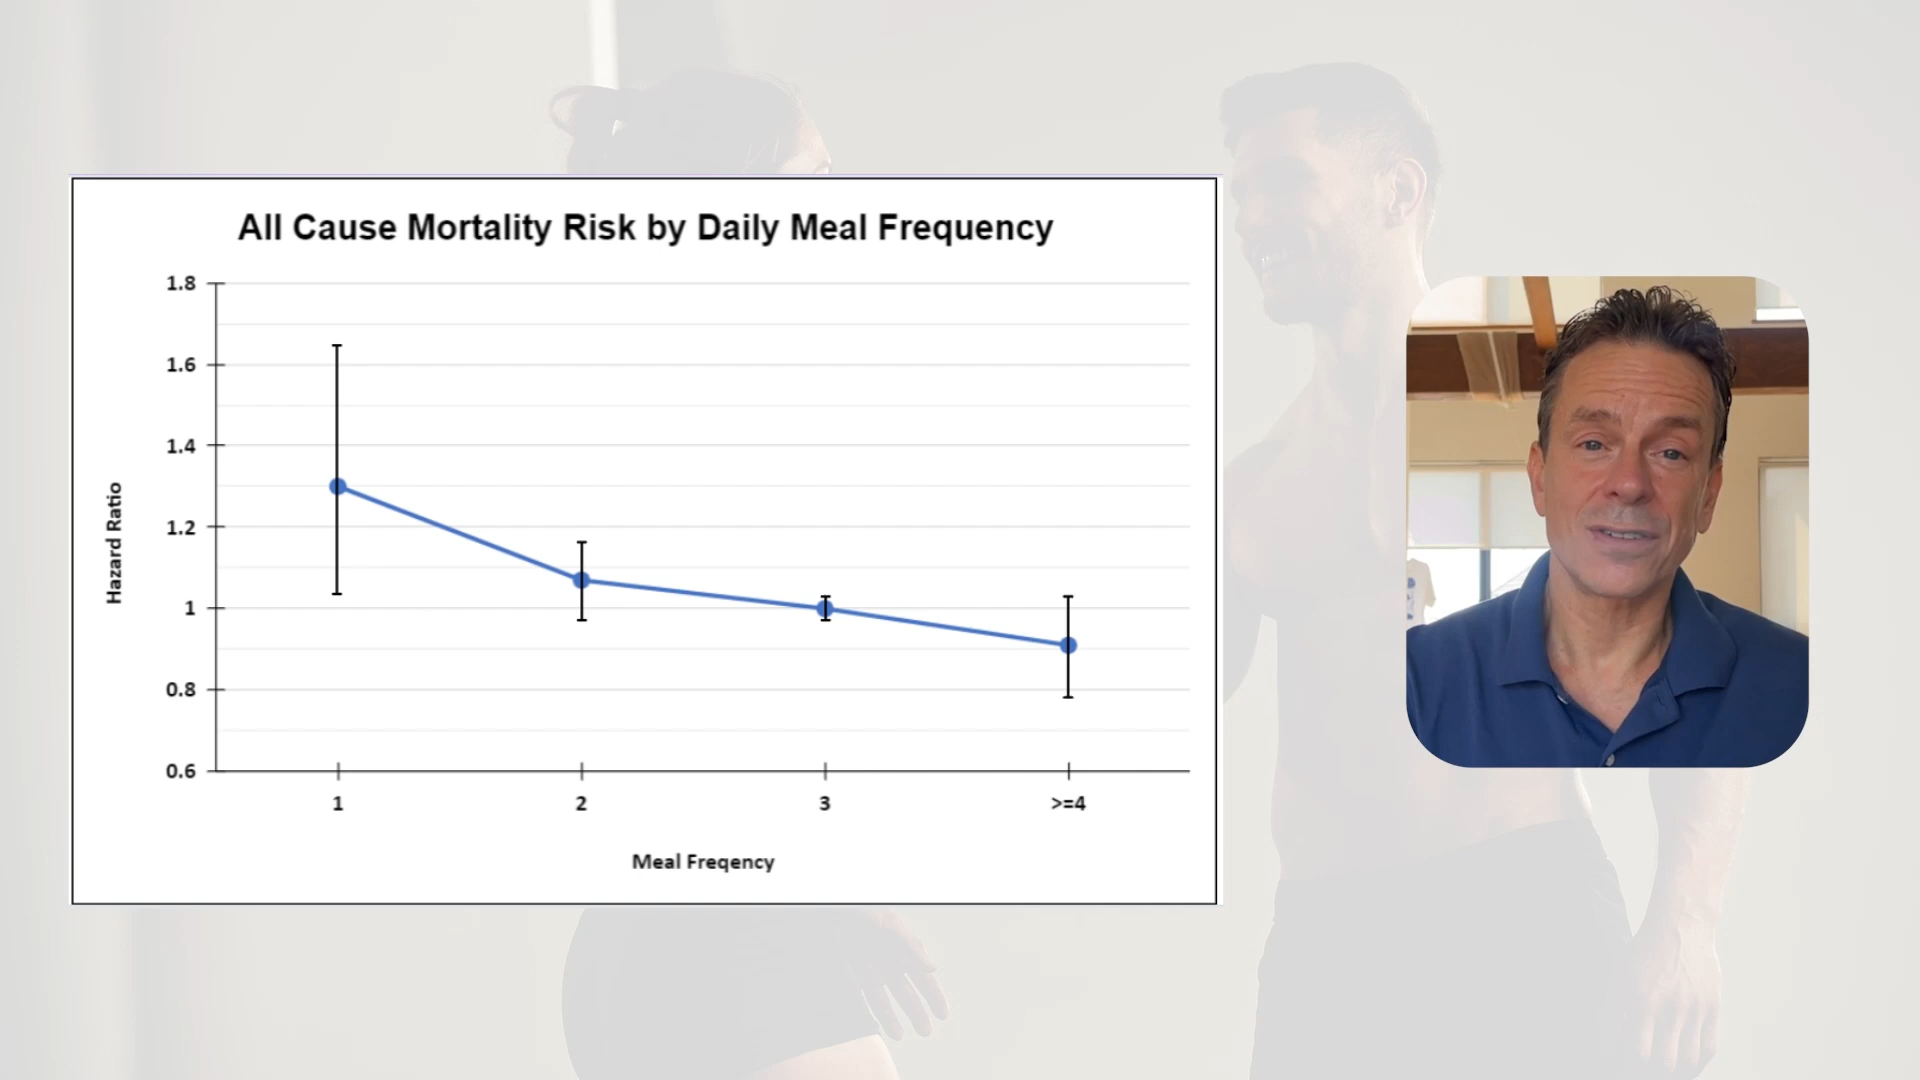 All Cause Mortality Risk by Daily Meal Frequency
1.8
1.6
1.4
1.2
1
0.8
0.6
Hazard Ratio
1 2 3 >=4
Meal Freqency